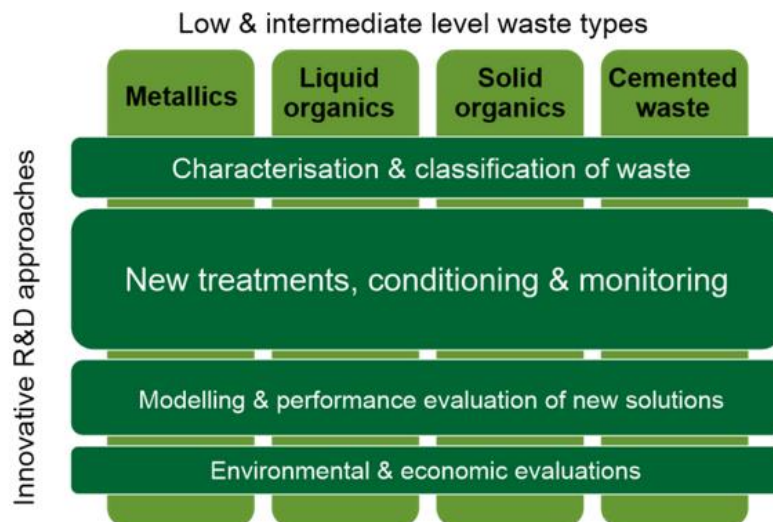 Low & intermediate level waste types
Metallics
Liquid
organics
Solid
organics
Cemented
waste
Innovative R&D approaches
Characterisation & classification of waste
New treatments, conditioning & monitoring
Modelling & performance evaluation of new solutions
Environmental & economic evaluations